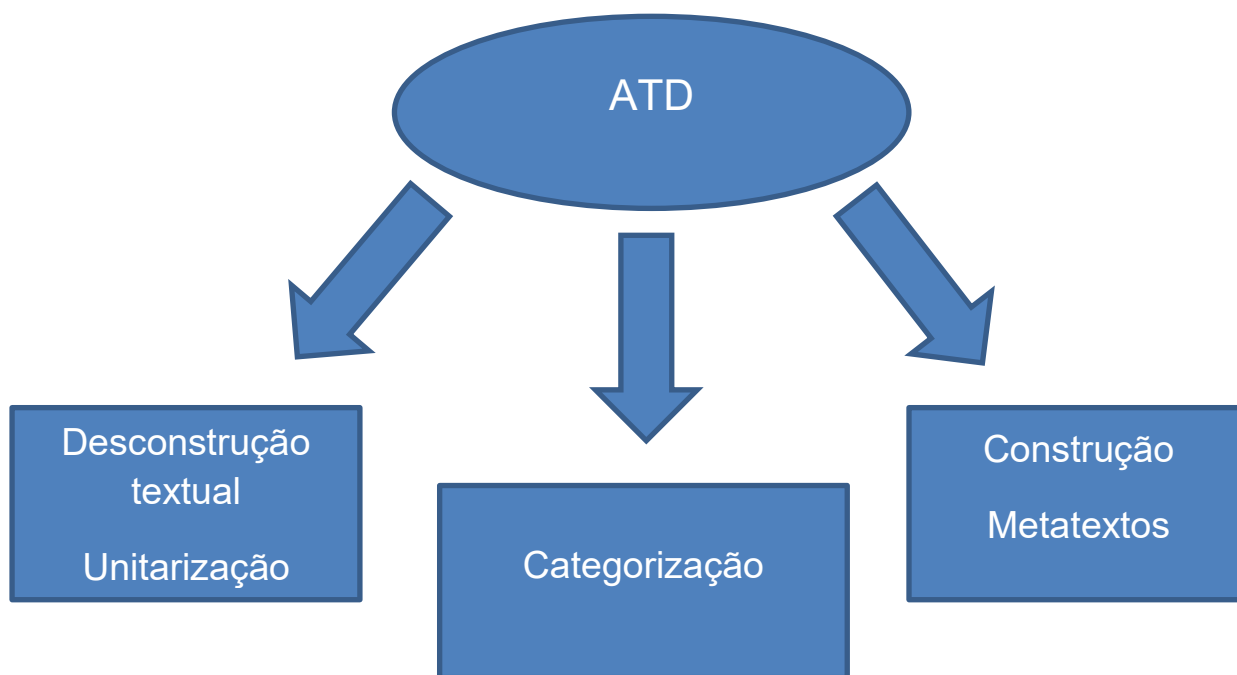 ATD
Desconstrução
textual
Unitarização
Categorização
Construção
Metatextos